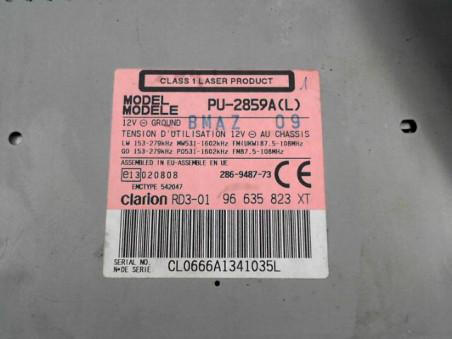 CLASS 1 LASER PRODUCT
MODEL PU-2859A(L)
MODELE
12V ⊖ GROUND BMAZ 09
TENSION D'UTILISATION 12V ⊖ AU CHASSIS
LW 153-279kHz MW531-1602kHz FM(UKW)87.5-108MHz
GO 153-279kHz PO531-1602kHz FM87.5-108MHz
ASSEMBLED IN EU-ASSEMBLE EN UE
e13 020808 286-9487-73 CE
EMCTYPE 542047
clarion RD3-01 96 635 823 XT
SERIAL NO.
N° DE SERIE CL0666A1341035L